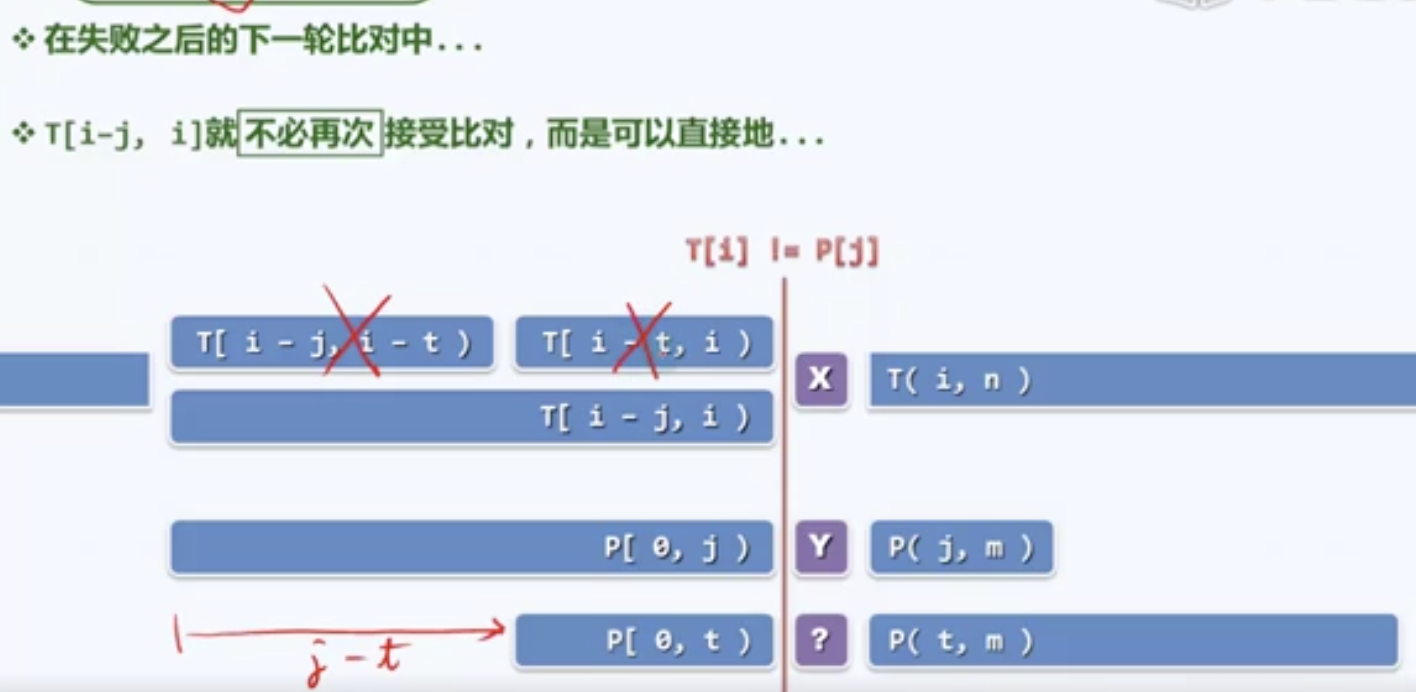 ❖ 在失败之后的下一轮比对中...
❖ T[i-j, i]就不必再次接受比对，而是可以直接地...
T[i] != P[j]
T[ i - j, i - t )
T[ i - t, i )
X
T( i, n )
T[ i - j, i )
P[ 0, j )
Y
P( j, m )
P[ 0, t )
?
P( t, m )
j - t